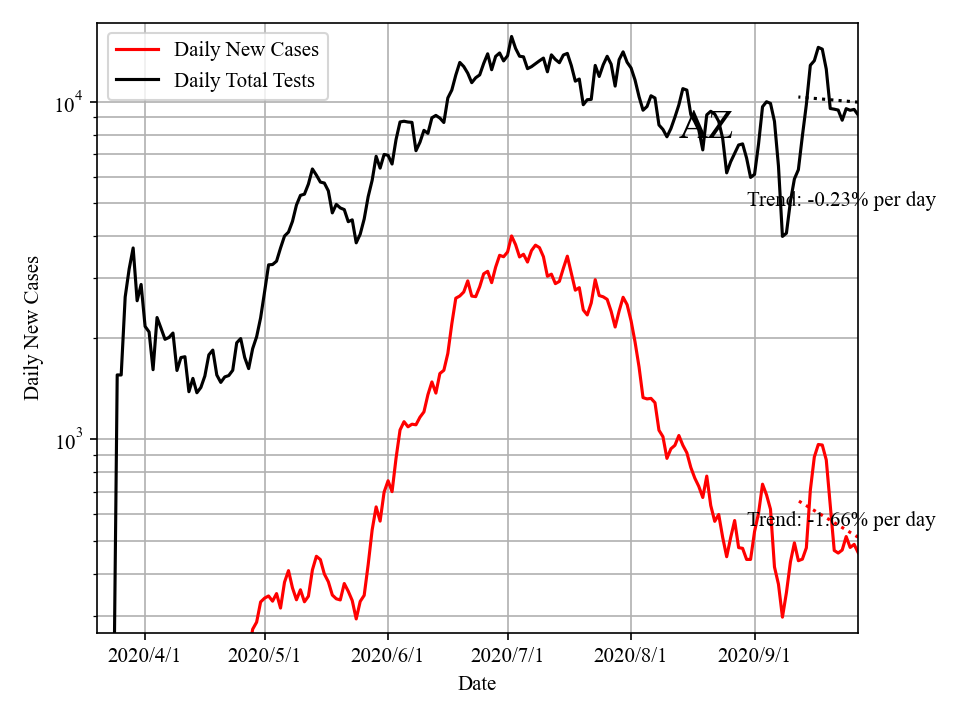 Daily New Cases
Daily Total Tests
10^4
AZ
Trend: -0.23% per day
Daily New Cases
10^3
Trend: -1.66% per day
2020/4/1 2020/5/1 2020/6/1 2020/7/1 2020/8/1 2020/9/1
Date